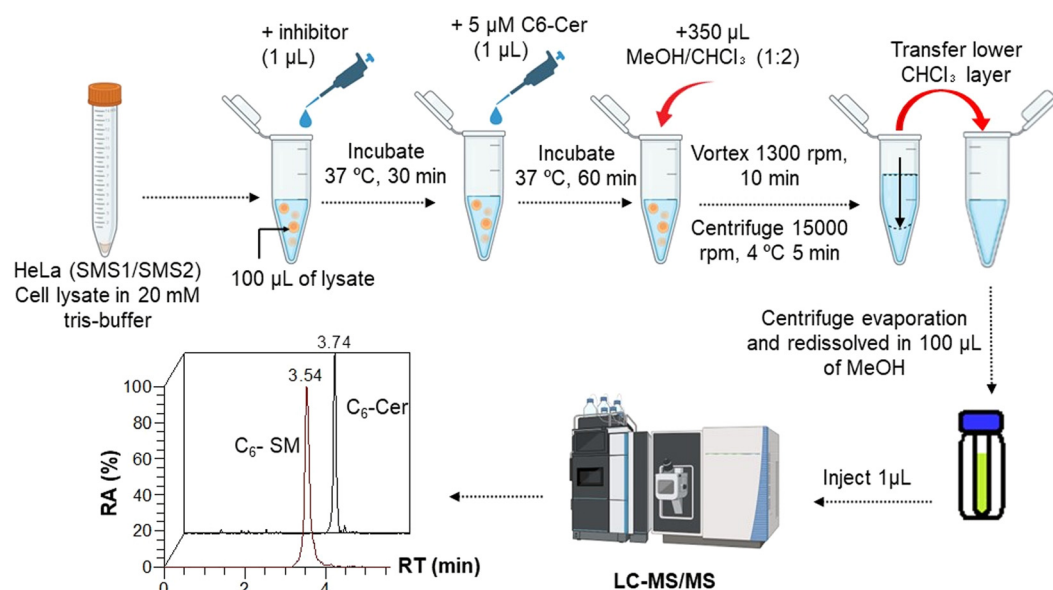 + inhibitor
(1 µL)
+ 5 µM C6-Cer
(1 µL)
+350 µL
MeOH/CHCl₃ (1:2)
Transfer lower
CHCl₃ layer
Incubate
37 ºC, 30 min
Incubate
37 ºC, 60 min
Vortex 1300 rpm,
10 min
Centrifuge 15000
rpm, 4 ºC 5 min
HeLa (SMS1/SMS2)
Cell lysate in 20 mM
tris-buffer
100 µL of lysate
Centrifuge evaporation
and redissolved in 100 µL
of MeOH
Inject 1µL
LC-MS/MS
3.74
3.54
C₆-Cer
C₆- SM
RA (%)
100
80
60
40
20
0
0
2
4
RT (min)